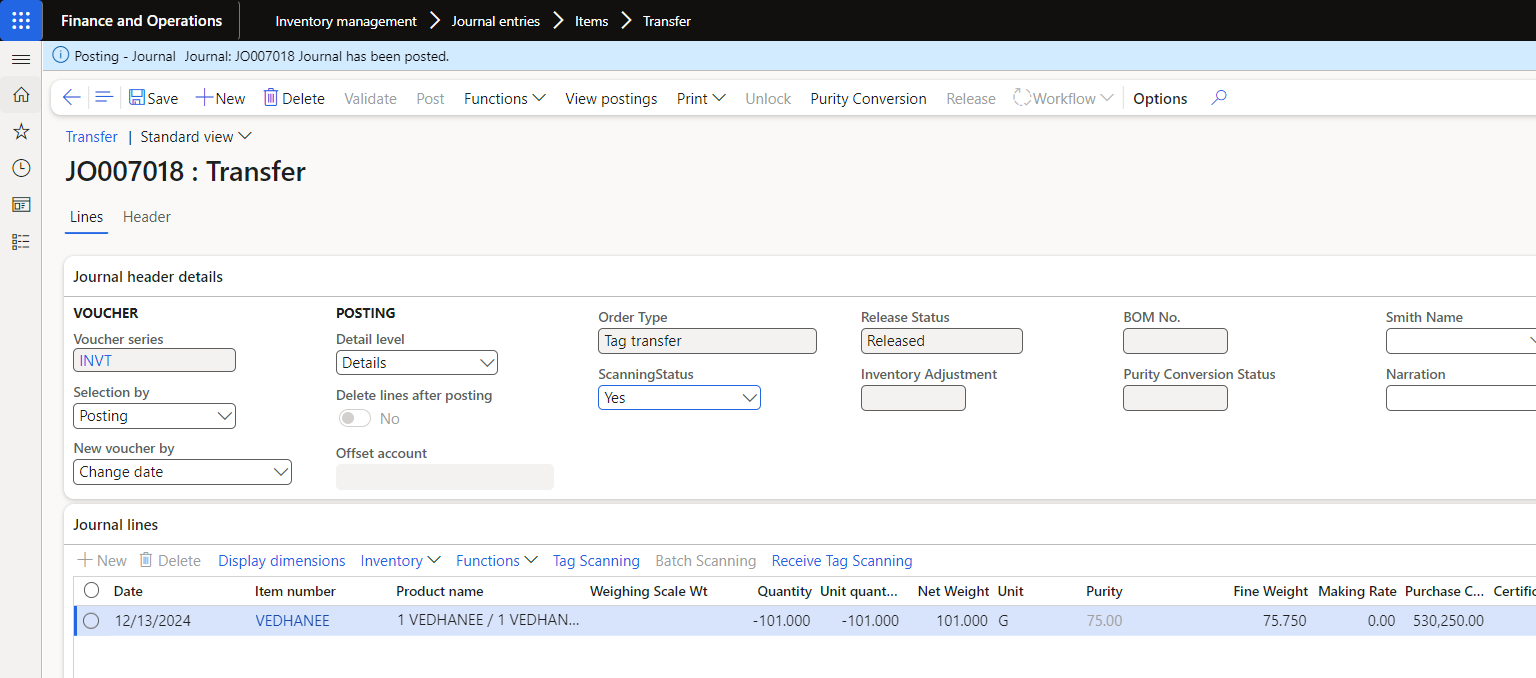 Finance and Operations Inventory management Journal entries Items Transfer
Posting - Journal Journal: JO007018 Journal has been posted.
Save New Delete Validate Post Functions View postings Print Unlock Purity Conversion Release Workflow Options
Transfer | Standard view
JO007018 : Transfer
Lines Header
Journal header details
VOUCHER
Voucher series
INVT
Selection by
Posting
New voucher by
Change date
POSTING
Detail level
Details
Delete lines after posting
No
Offset account
Order Type
Tag transfer
ScanningStatus
Yes
Release Status
Released
Inventory Adjustment
BOM No.
Purity Conversion Status
Smith Name
Narration
Journal lines
New Delete Display dimensions Inventory Functions Tag Scanning Batch Scanning Receive Tag Scanning
Date Item number Product name Weighing Scale Wt Quantity Unit quant... Net Weight Unit Purity Fine Weight Making Rate Purchase C... Certific
12/13/2024 VEDHANEE 1 VEDHANEE / 1 VEDHAN... -101.000 -101.000 101.000 G 75.00 75.750 0.00 530,250.00